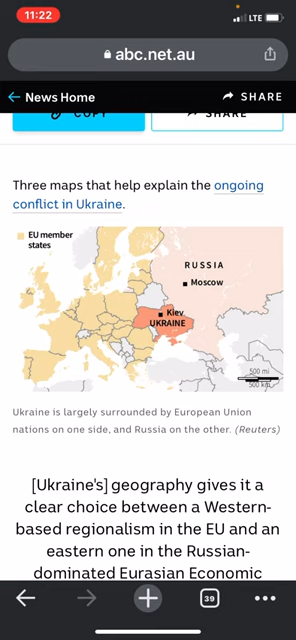 11:22
LTE
abc.net.au
News Home
SHARE
COPY
SHARE
Three maps that help explain the ongoing
conflict in Ukraine.
EU member
states
RUSSIA
Moscow
Kiev
UKRAINE
500 mi
500 km
Ukraine is largely surrounded by European Union
nations on one side, and Russia on the other. (Reuters)
[Ukraine's] geography gives it a
clear choice between a Western-
based regionalism in the EU and an
eastern one in the Russian-
dominated Eurasian Economic
39